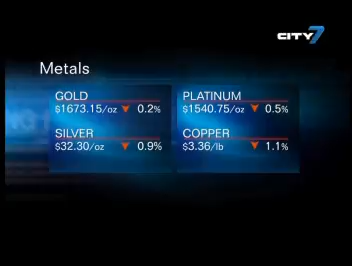 CITY7
Metals
GOLD
$1673.15/oz 0.2%
PLATINUM
$1540.75/oz 0.5%
SILVER
$32.30/oz 0.9%
COPPER
$3.36/lb 1.1%